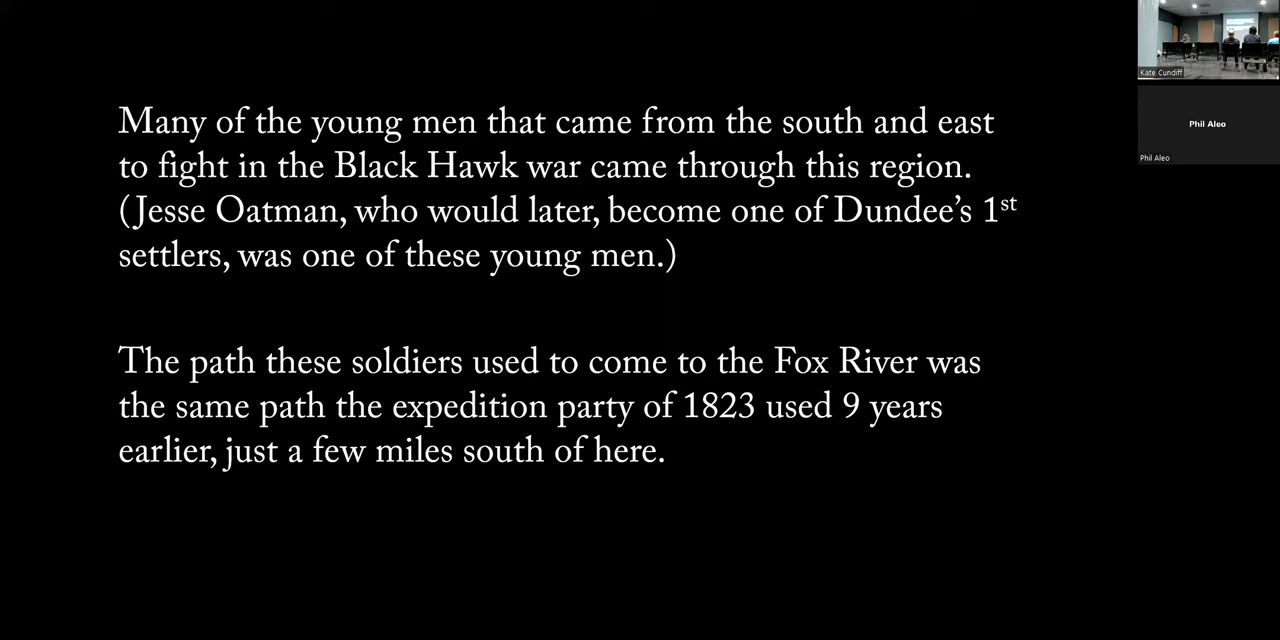 Many of the young men that came from the south and east
to fight in the Black Hawk war came through this region.
(Jesse Oatman, who would later, become one of Dundee’s 1st
settlers, was one of these young men.)
The path these soldiers used to come to the Fox River was
the same path the expedition party of 1823 used 9 years
earlier, just a few miles south of here.
Kate Cundiff
Phil Aleo
Phil Aleo